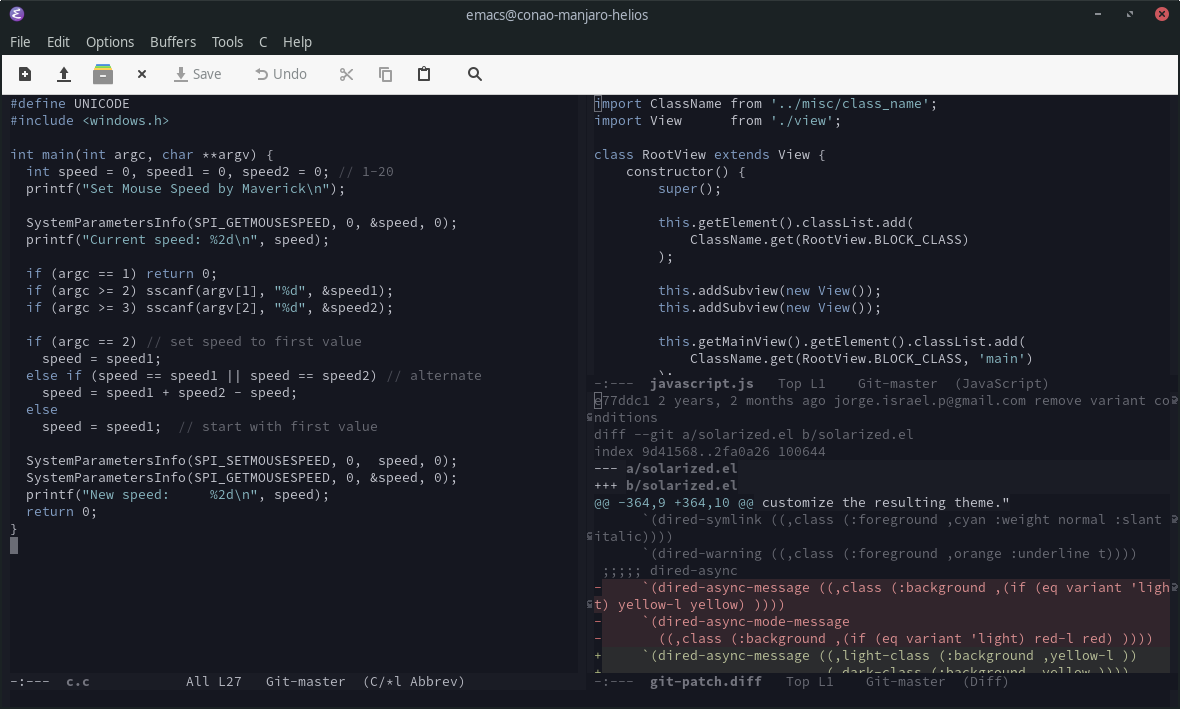 emacs@conao-manjaro-helios
File Edit Options Buffers Tools C Help
Save Undo
#define UNICODE
#include <windows.h>
int main(int argc, char **argv) {
  int speed = 0, speed1 = 0, speed2 = 0; // 1-20
  printf("Set Mouse Speed by Maverick\n");
  SystemParametersInfo(SPI_GETMOUSESPEED, 0, &speed, 0);
  printf("Current speed: %2d\n", speed);
  if (argc == 1) return 0;
  if (argc >= 2) sscanf(argv[1], "%d", &speed1);
  if (argc >= 3) sscanf(argv[2], "%d", &speed2);
  if (argc == 2) // set speed to first value
    speed = speed1;
  else if (speed == speed1 || speed == speed2) // alternate
    speed = speed1 + speed2 - speed;
  else
    speed = speed1;  // start with first value
  SystemParametersInfo(SPI_SETMOUSESPEED, 0,  speed, 0);
  SystemParametersInfo(SPI_GETMOUSESPEED, 0, &speed, 0);
  printf("New speed:     %2d\n", speed);
  return 0;
}
-:---  c.c            All L27   Git-master  (C/*l Abbrev)
import ClassName from '../misc/class_name';
import View      from './view';
class RootView extends View {
    constructor() {
        super();
        this.getElement().classList.add(
            ClassName.get(RootView.BLOCK_CLASS)
        );
        this.addSubview(new View());
        this.addSubview(new View());
        this.getMainView().getElement().classList.add(
            ClassName.get(RootView.BLOCK_CLASS, 'main')
        );
-:---  javascript.js   Top L1    Git-master  (JavaScript)
e77ddc1 2 years, 2 months ago jorge.israel.p@gmail.com remove variant co
nditions
diff --git a/solarized.el b/solarized.el
index 9d41568..2fa0a26 100644
--- a/solarized.el
+++ b/solarized.el
@@ -364,9 +364,10 @@ customize the resulting theme."
      `(dired-symlink ((,class (:foreground ,cyan :weight normal :slant
italic))))
      `(dired-warning ((,class (:foreground ,orange :underline t))))
 ;;;;; dired-async
-     `(dired-async-message ((,class (:background ,(if (eq variant 'ligh
t) yellow-l yellow) ))))
-     `(dired-async-mode-message
-       ((,class (:background ,(if (eq variant 'light) red-l red) ))))
+     `(dired-async-message ((,light-class (:background ,yellow-l ))
+                            (,dark-class (:background ,yellow ))))
-:---  git-patch.diff   Top L1    Git-master  (Diff)